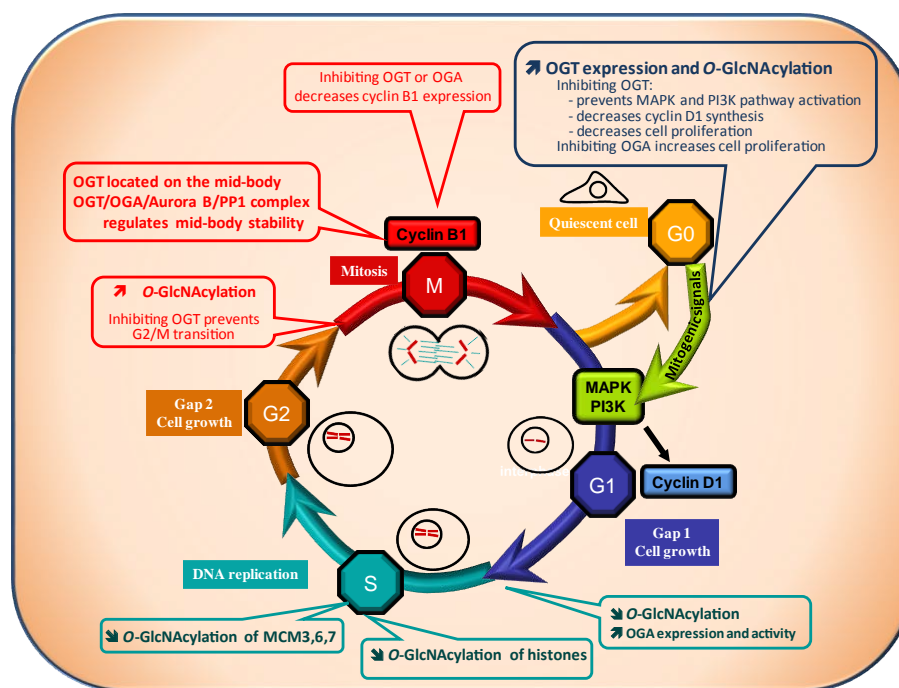 Inhibiting OGT or OGA
decreases cyclin B1 expression
↗ OGT expression and O-GlcNAcylation
Inhibiting OGT:
- prevents MAPK and PI3K pathway activation
- decreases cyclin D1 synthesis
- decreases cell proliferation
Inhibiting OGA increases cell proliferation
OGT located on the mid-body
OGT/OGA/Aurora B/PP1 complex
regulates mid-body stability
Cyclin B1
Quiescent cell
G0
Mitosis
M
Mitogenic signals
↗ O-GlcNAcylation
Inhibiting OGT prevents
G2/M transition
MAPK
PI3K
Gap 2
Cell growth
G2
G1
Cyclin D1
Gap 1
Cell growth
DNA replication
S
↘ O-GlcNAcylation
↗ OGA expression and activity
↘ O-GlcNAcylation of MCM3,6,7
↘ O-GlcNAcylation of histones